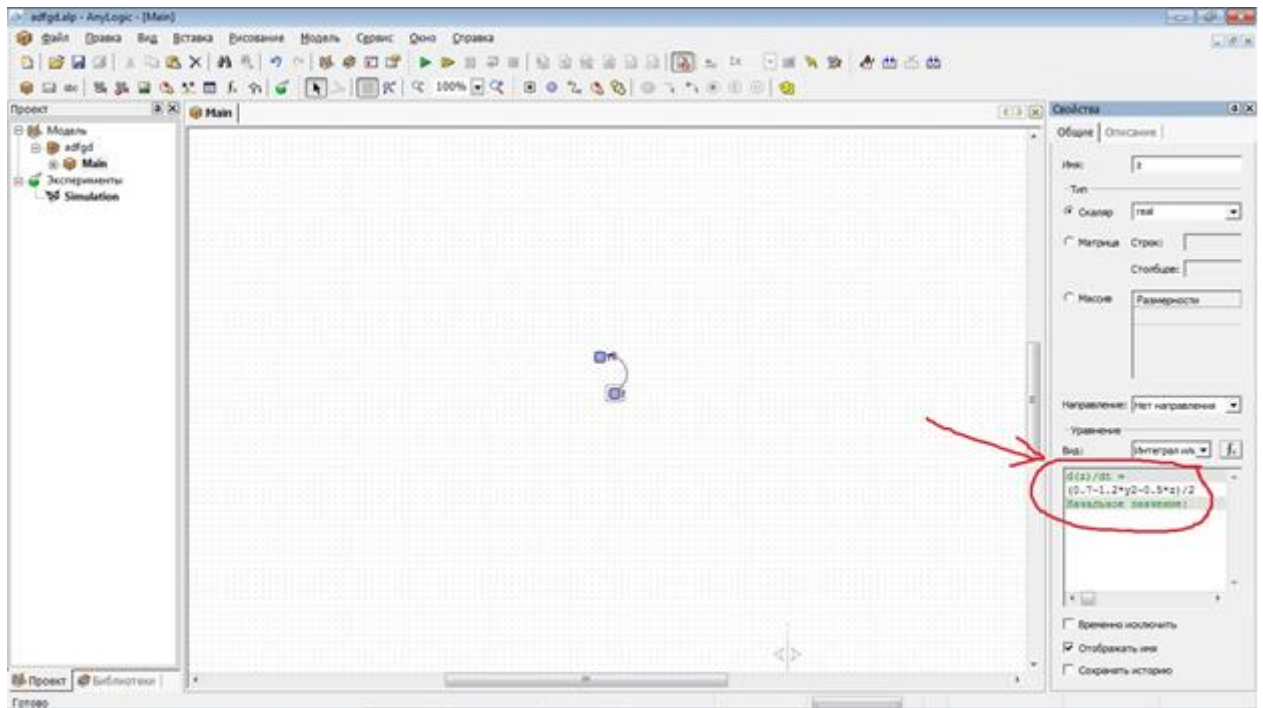 adfgd.alp - AnyLogic - [Main]
Файл Правка Вид Вставка Рисование Модель Сервис Окно Справка
100%
Проект
Модель
adfgd
Main
Эксперименты
Simulation
Проект Библиотеки
Готово
Main
Свойства
Общие Описание
Имя: z
Тип
Скаляр real
Матрица Строк:
Столбцов:
Массив Размерности
Направление: Нет направления
Уравнение
Вид: Интеграл или
d(z)/dt =
(0.7-1.2*y2-0.5*z)/2
Начальное значение:
Временно исключить
Отображать имя
Сохранять историю